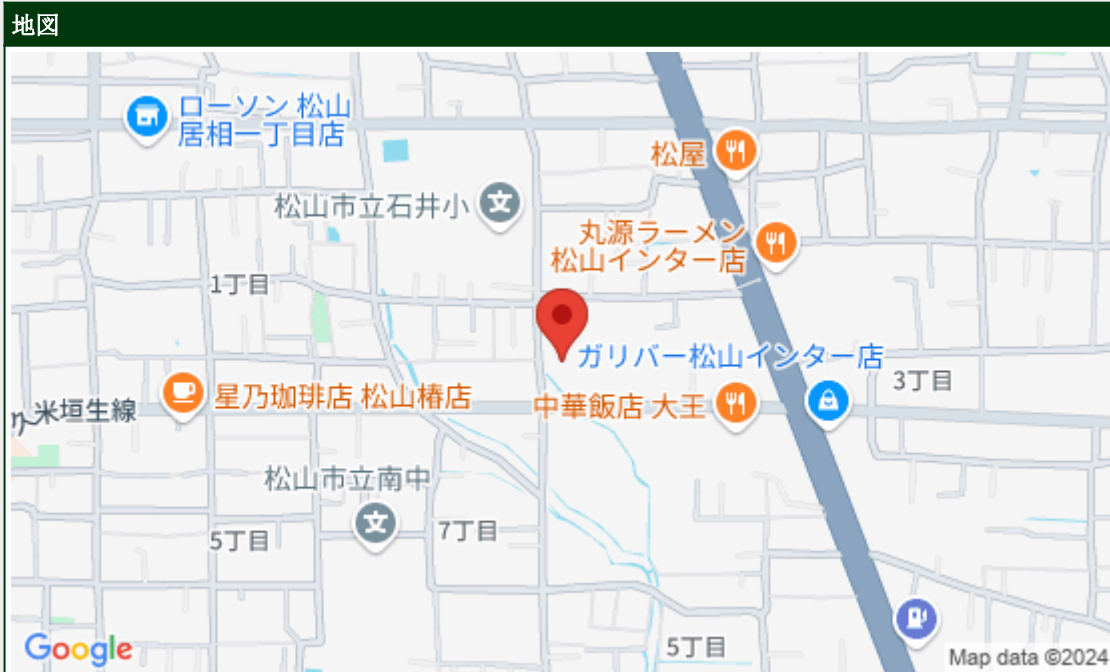 地図
ローソン 松山
居相一丁目店
松屋
松山市立石井小
丸源ラーメン
松山インター店
1丁目
ガリバー松山インター店
3丁目
星乃珈琲店 松山椿店
中華飯店 大王
米垣生線
松山市立南中
7丁目
5丁目
5丁目
Google
Map data ©2024